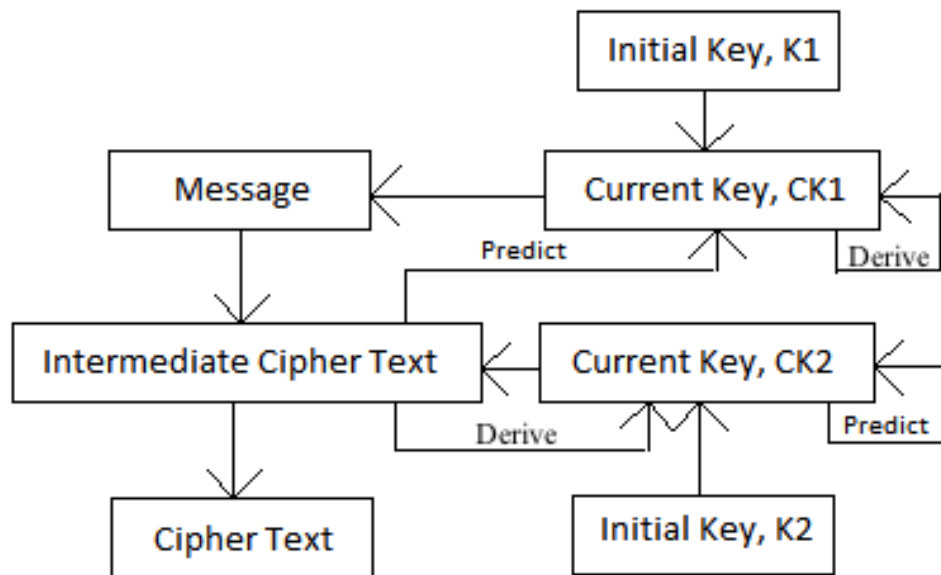 Initial Key, K1
Message
Current Key, CK1
Predict
Derive
Intermediate Cipher Text
Current Key, CK2
Derive
Predict
Cipher Text
Initial Key, K2